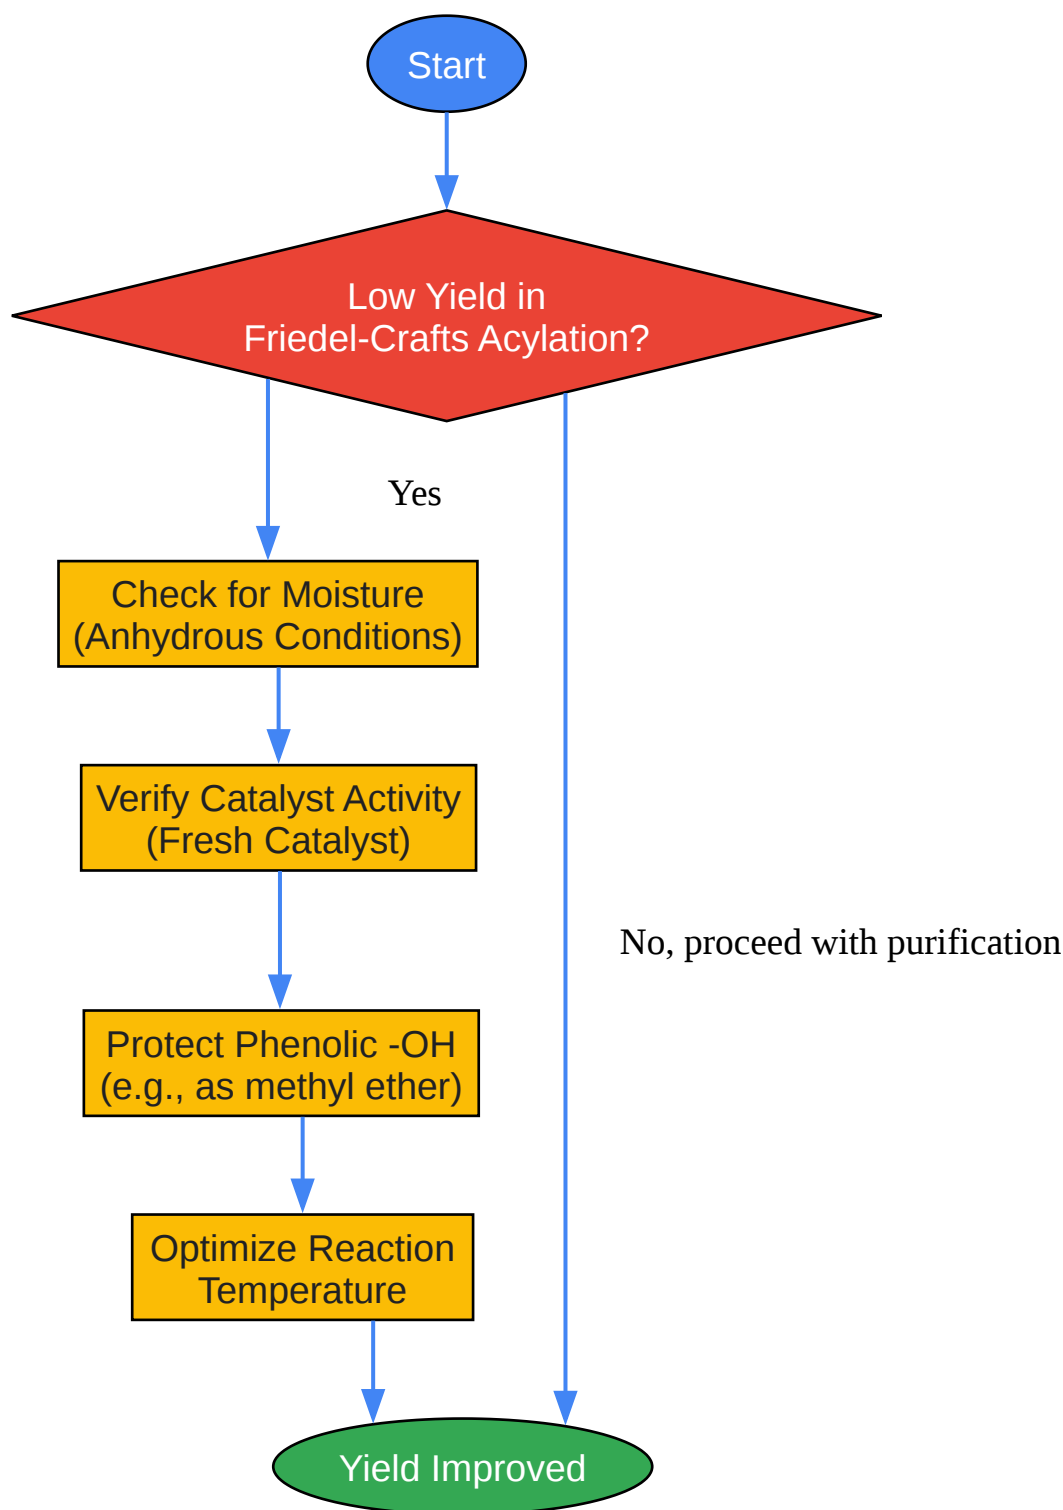 Start
Low Yield in
Friedel-Crafts Acylation?
Yes
Check for Moisture
(Anhydrous Conditions)
Verify Catalyst Activity
(Fresh Catalyst)
No, proceed with purification
Protect Phenolic -OH
(e.g., as methyl ether)
Optimize Reaction
Temperature
Yield Improved